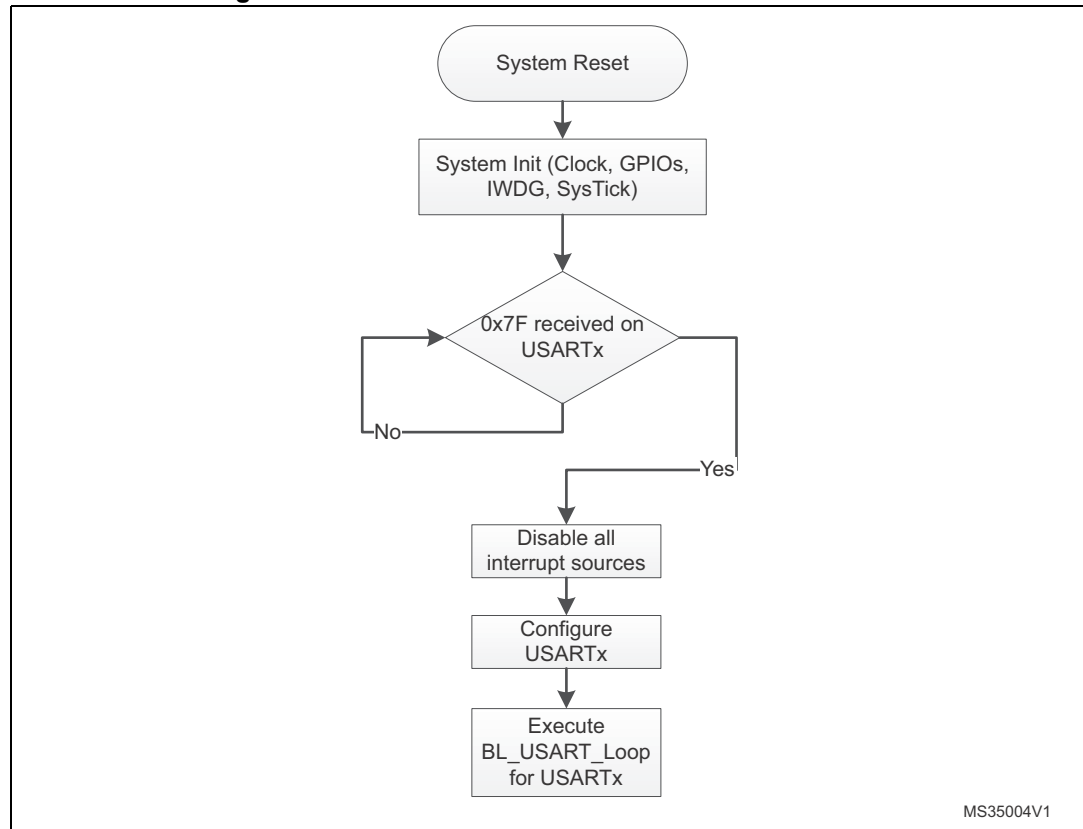 System Reset
System Init (Clock, GPIOs,
IWDG, SysTick)
0x7F received on
USARTx
No
Yes
Disable all
interrupt sources
Configure
USARTx
Execute
BL_USART_Loop
for USARTx
MS35004V1